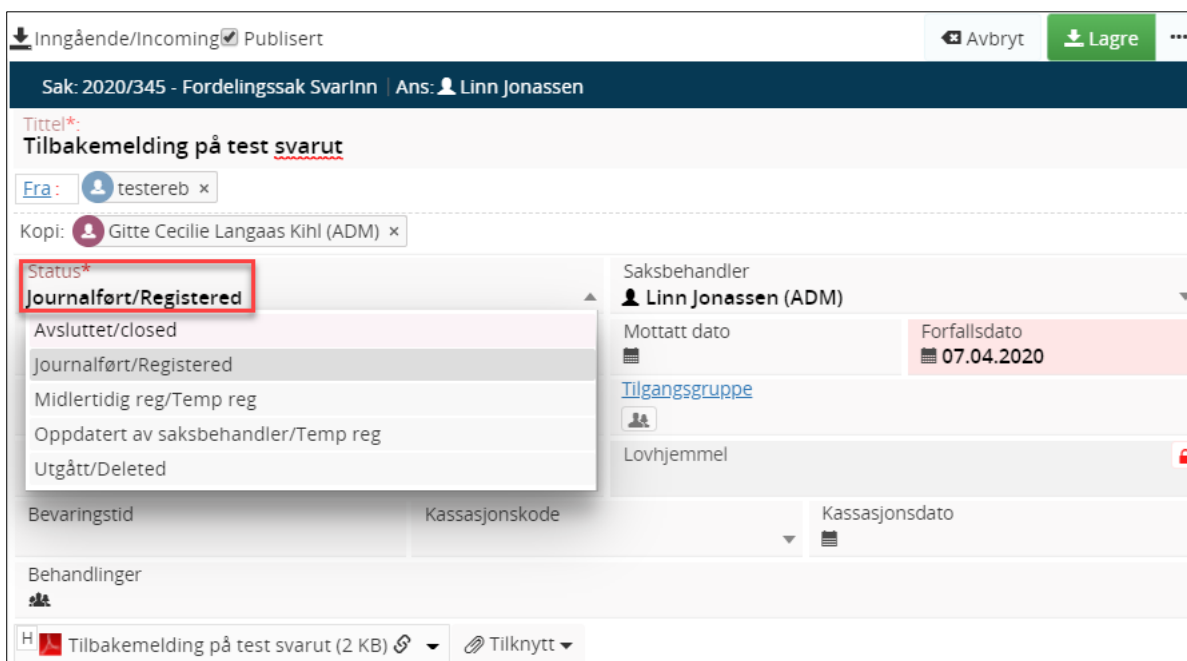 Inngående/Incoming Publisert Avbryt Lagre
Sak: 2020/345 - Fordelingssak SvarInn | Ans: Linn Jonassen
Tittel*:
Tilbakemelding på test svarut
Fra: testereb ×
Kopi: Gitte Cecilie Langaas Kihl (ADM) ×
Status*
Journalført/Registered
Saksbehandler
Linn Jonassen (ADM)
Avsluttet/closed
Journalført/Registered
Midlertidig reg/Temp reg
Oppdatert av saksbehandler/Temp reg
Utgått/Deleted
Mottatt dato
Forfallsdato
07.04.2020
Tilgangsgruppe
Lovhjemmel
Bevaringstid
Kassasjonskode
Kassasjonsdato
Behandlinger
H Tilbakemelding på test svarut (2 KB) Tilknytt